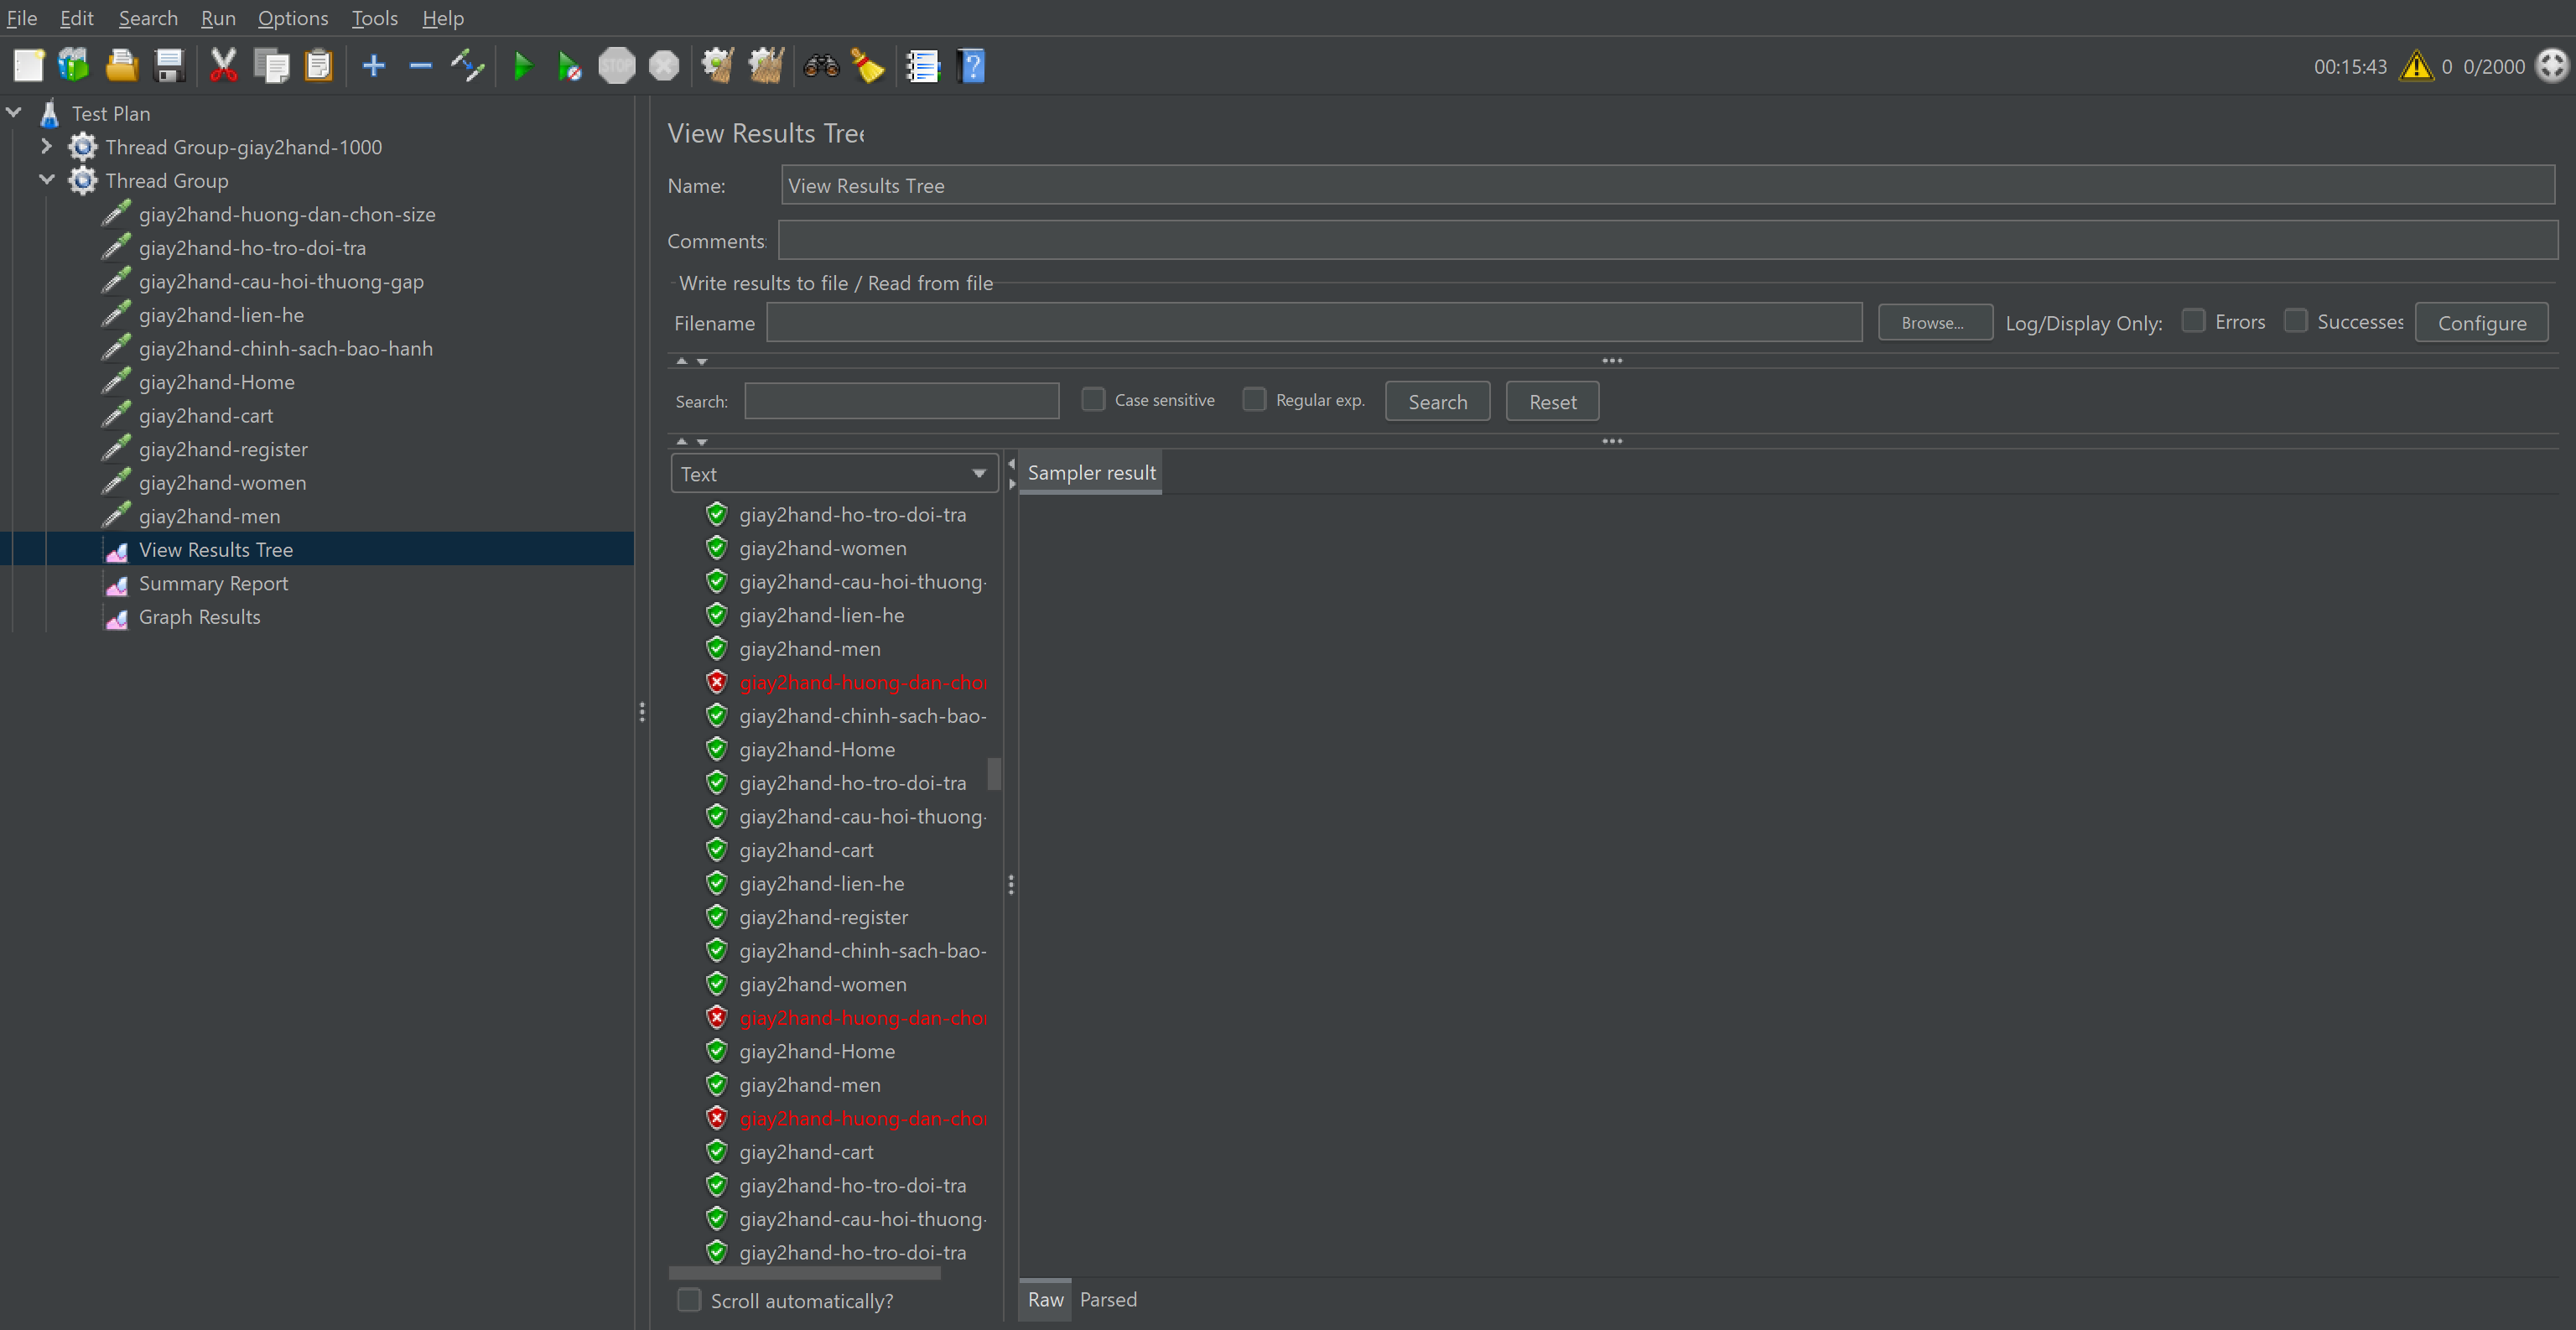 File Edit Search Run Options Tools Help
STOP
00:15:43 0 0/2000
Test Plan
Thread Group-giay2hand-1000
Thread Group
giay2hand-huong-dan-chon-size
giay2hand-ho-tro-doi-tra
giay2hand-cau-hoi-thuong-gap
giay2hand-lien-he
giay2hand-chinh-sach-bao-hanh
giay2hand-Home
giay2hand-cart
giay2hand-register
giay2hand-women
giay2hand-men
View Results Tree
Summary Report
Graph Results
View Results Tree
Name: View Results Tree
Comments:
Write results to file / Read from file
Filename Browse... Log/Display Only: Errors Successes Configure
Search: Case sensitive Regular exp. Search Reset
Text
Sampler result
giay2hand-ho-tro-doi-tra
giay2hand-women
giay2hand-cau-hoi-thuong-
giay2hand-lien-he
giay2hand-men
giay2hand-huong-dan-cho
giay2hand-chinh-sach-bao-
giay2hand-Home
giay2hand-ho-tro-doi-tra
giay2hand-cau-hoi-thuong-
giay2hand-cart
giay2hand-lien-he
giay2hand-register
giay2hand-chinh-sach-bao-
giay2hand-women
giay2hand-huong-dan-cho
giay2hand-Home
giay2hand-men
giay2hand-huong-dan-cho
giay2hand-cart
giay2hand-ho-tro-doi-tra
giay2hand-cau-hoi-thuong-
giay2hand-ho-tro-doi-tra
Scroll automatically?
Raw Parsed